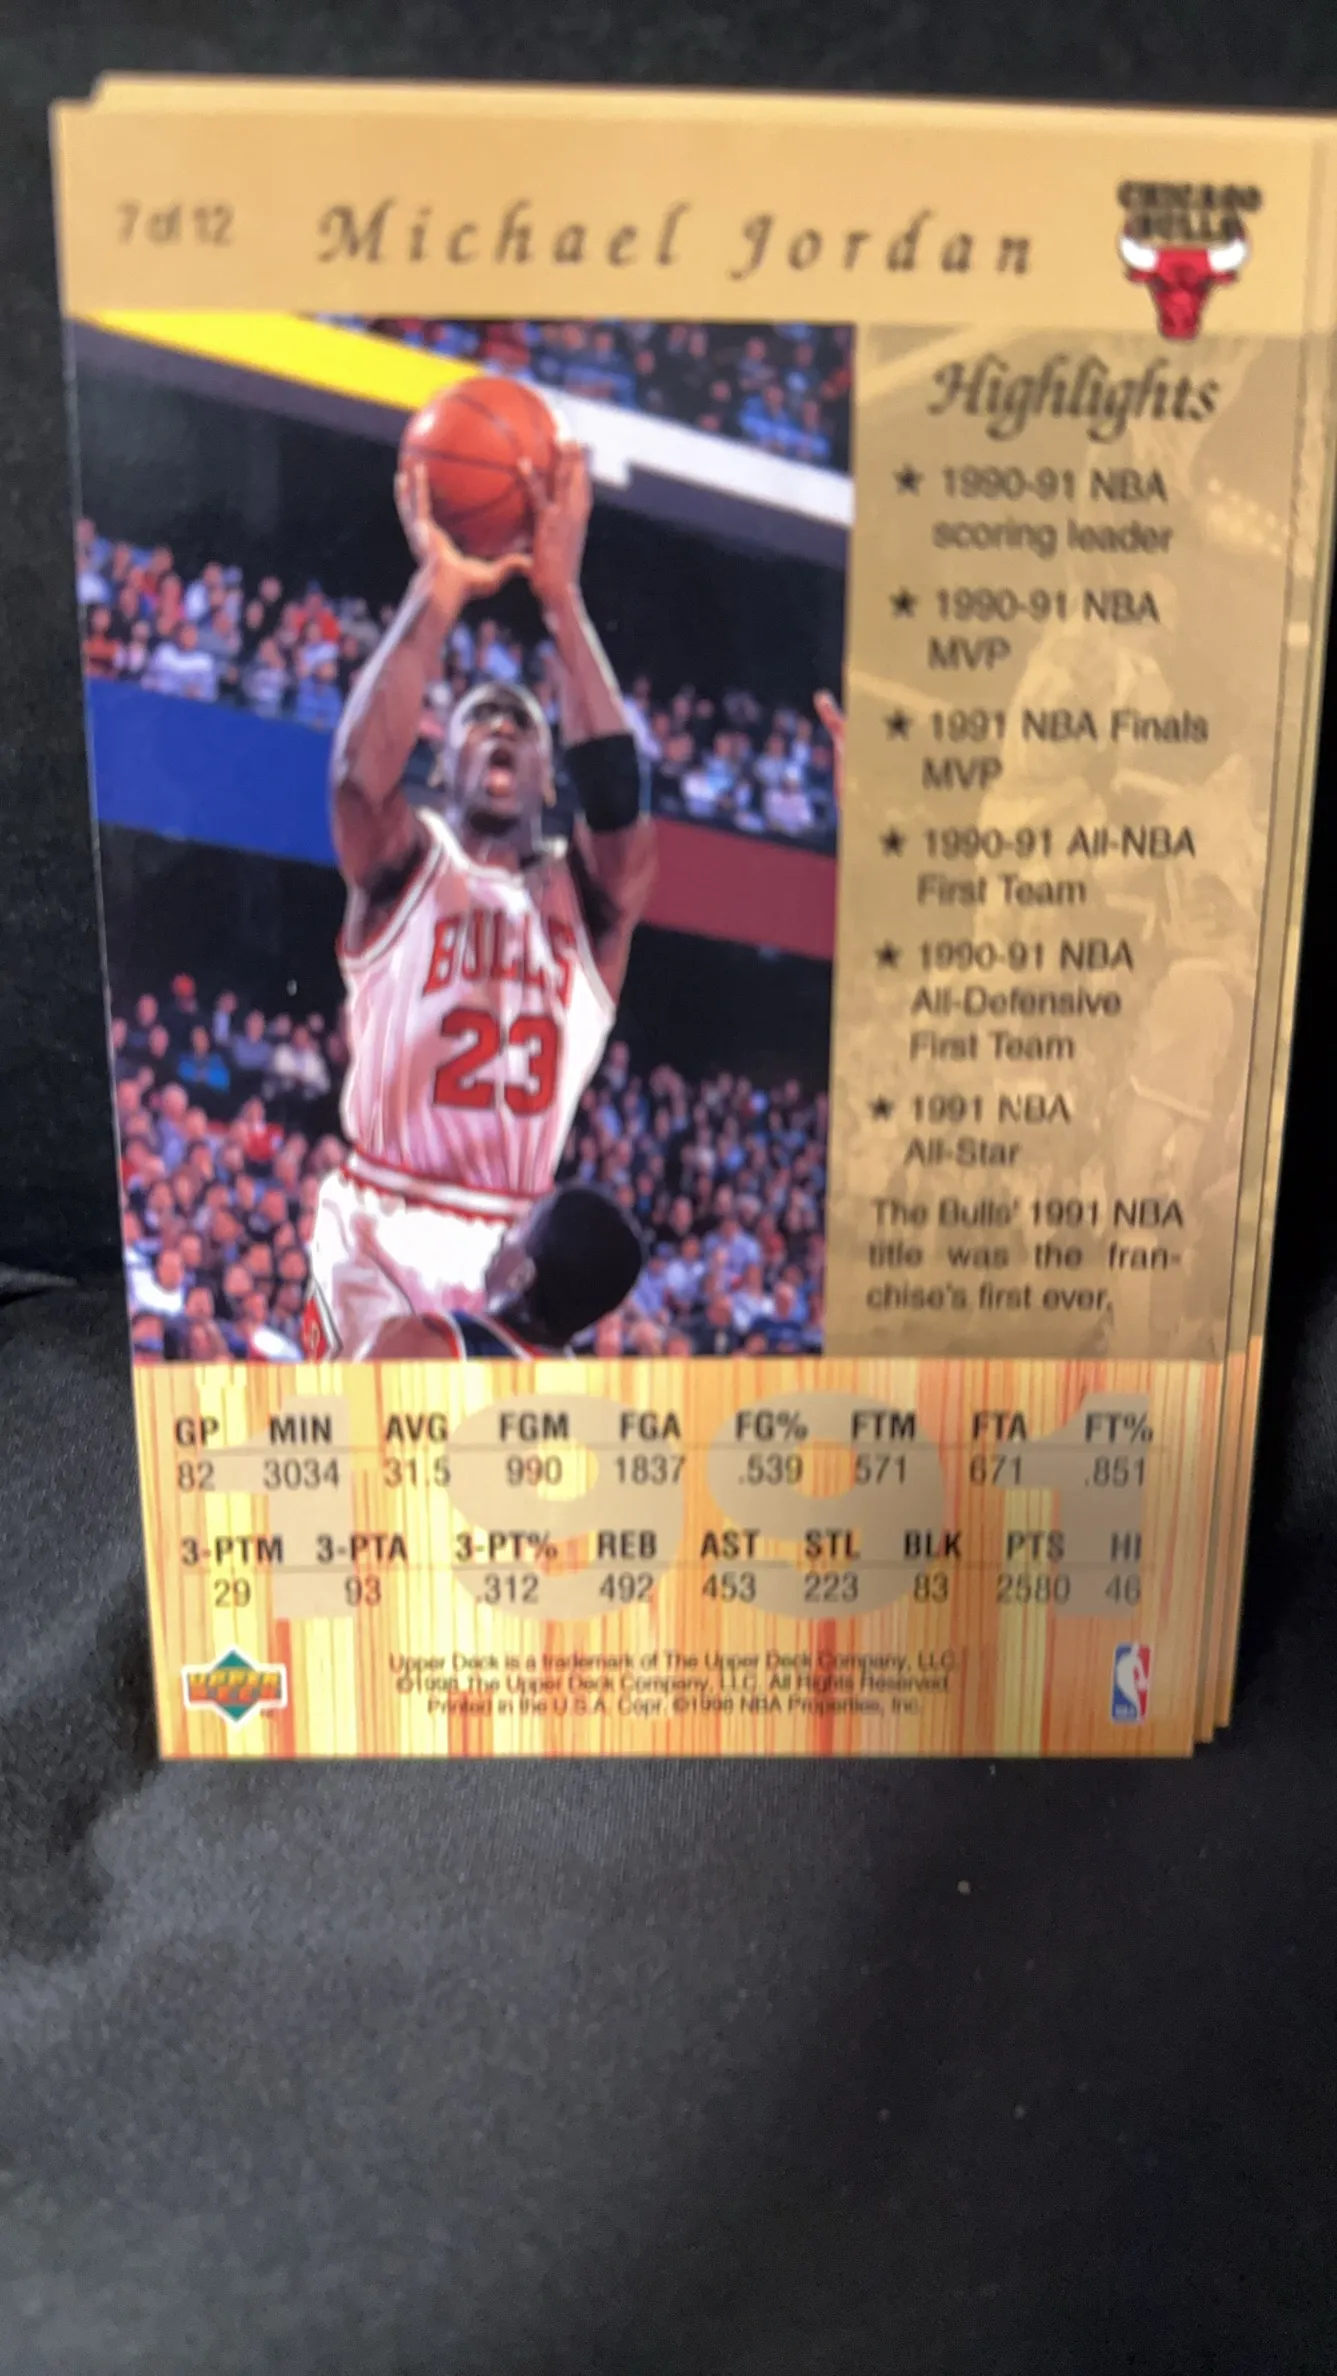 7 of 12 Michael Jordan
CHICAGO
BULLS
Highlights
★ 1990-91 NBA
scoring leader
★ 1990-91 NBA
MVP
★ 1991 NBA Finals
MVP
★ 1990-91 All-NBA
First Team
★ 1990-91 NBA
All-Defensive
First Team
★ 1991 NBA
All-Star
The Bulls' 1991 NBA
title was the fran-
chise's first ever.
BULLS
23
1991
GP MIN AVG FGM FGA FG% FTM FTA FT%
82 3034 31.5 990 1837 .539 571 671 .851
3-PTM 3-PTA 3-PT% REB AST STL BLK PTS HI
29 93 .312 492 453 223 83 2580 46
UPPER
DECK
Upper Deck is a trademark of The Upper Deck Company, LLC.
©1998 The Upper Deck Company, LLC. All Rights Reserved.
Printed in the U.S.A. Copr. ©1998 NBA Properties, Inc.
NBA